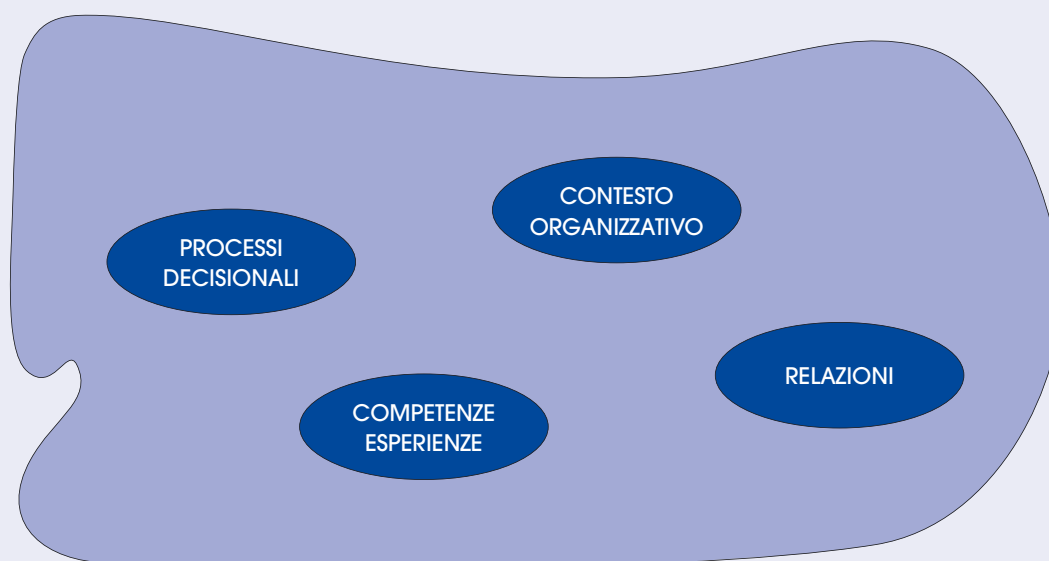 CONTESTO
ORGANIZZATIVO
PROCESSI
DECISIONALI
RELAZIONI
COMPETENZE
ESPERIENZE